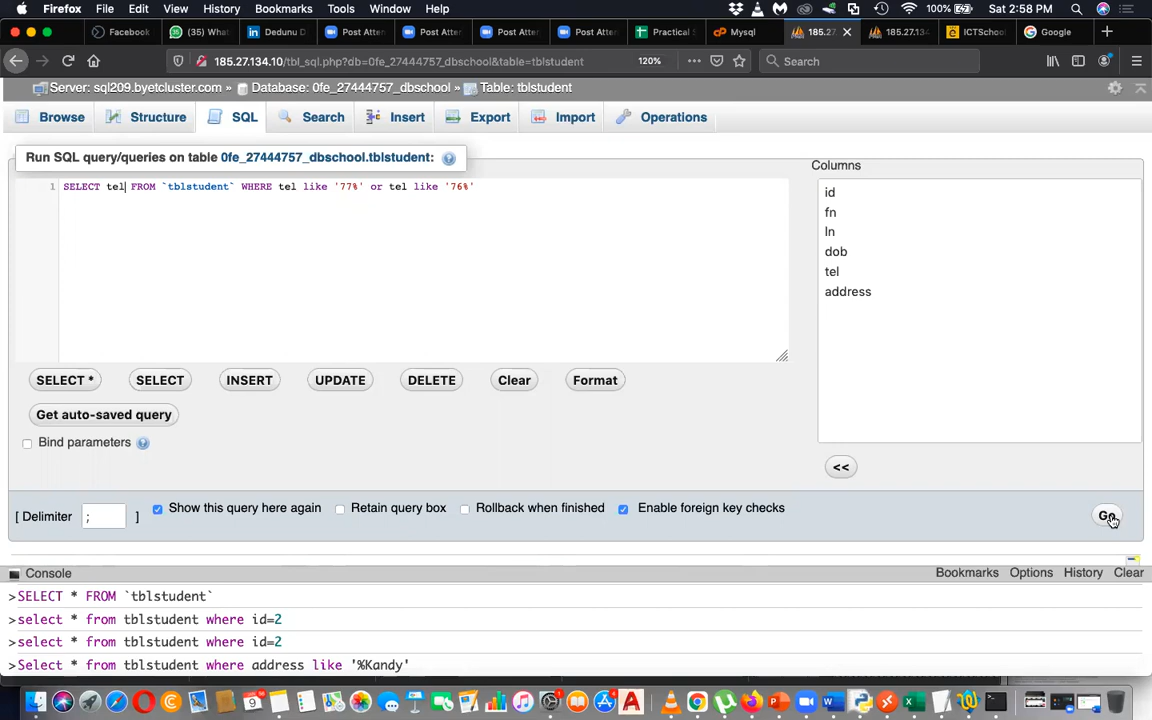 Firefox File Edit View History Bookmarks Tools Window Help 100% Sat 2:58 PM
Facebook (35) What Dedunu D Post Atter Post Atter Post Atter Post Atter Practical Mysql 185.27. 185.27.134 ICTSchool Google
185.27.134.10/tbl_sql.php?db=0fe_27444757_dbschool&table=tblstudent 120% Search
Server: sql209.byetcluster.com » Database: 0fe_27444757_dbschool » Table: tblstudent
Browse Structure SQL Search Insert Export Import Operations
Run SQL query/queries on table 0fe_27444757_dbschool.tblstudent:
Columns
1 SELECT tel FROM `tblstudent` WHERE tel like '77%' or tel like '76%'
id
fn
ln
dob
tel
address
SELECT * SELECT INSERT UPDATE DELETE Clear Format
Get auto-saved query
Bind parameters
<<
[ Delimiter ; ] Show this query here again Retain query box Rollback when finished Enable foreign key checks Go
Console Bookmarks Options History Clear
>SELECT * FROM `tblstudent`
>select * from tblstudent where id=2
>select * from tblstudent where id=2
>Select * from tblstudent where address like '%Kandy'